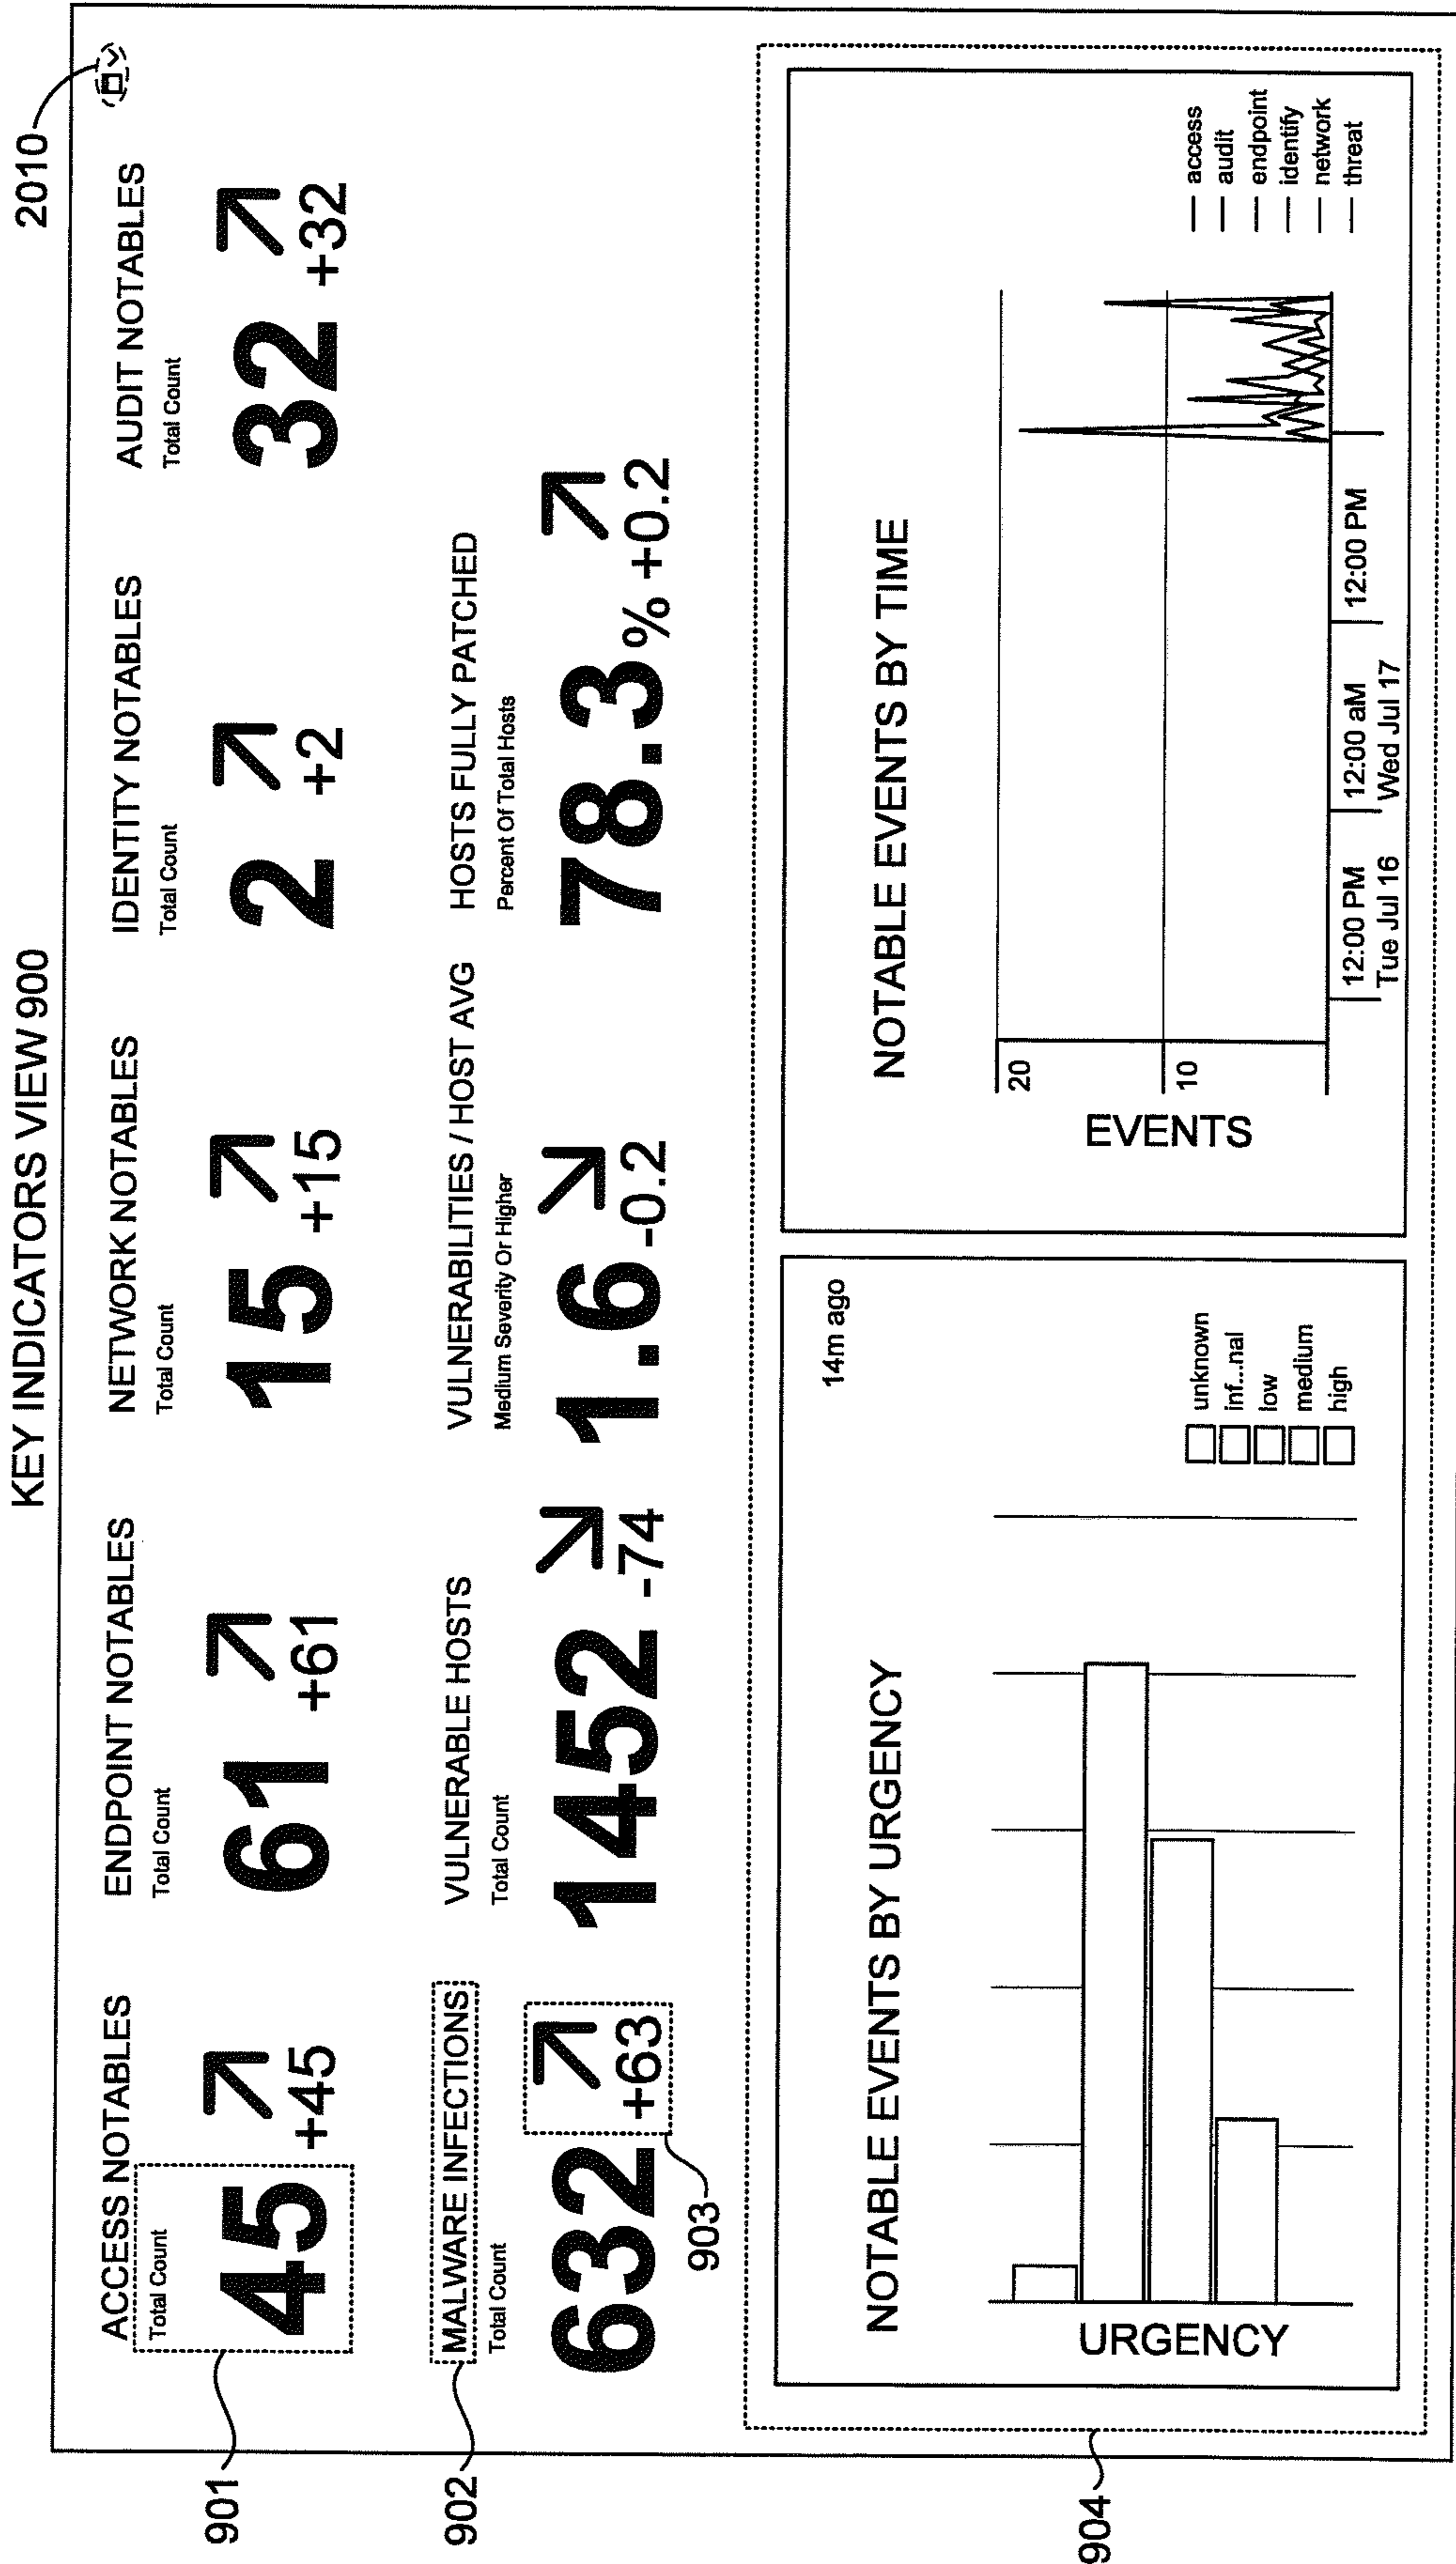 KEY INDICATORS VIEW 900
2010
ACCESS NOTABLES
Total Count
45 +45
901
ENDPOINT NOTABLES
Total Count
61 +61
NETWORK NOTABLES
Total Count
15 +15
IDENTITY NOTABLES
Total Count
2 +2
AUDIT NOTABLES
Total Count
32 +32
902
MALWARE INFECTIONS
Total Count
632 +63
903
VULNERABLE HOSTS
Total Count
1452 -74
VULNERABILITIES / HOST AVG
Medium Severity Or Higher
1.6 -0.2
HOSTS FULLY PATCHED
Percent Of Total Hosts
78.3% +0.2
904
14m ago
NOTABLE EVENTS BY URGENCY
URGENCY
unknown
inf...nal
low
medium
high
NOTABLE EVENTS BY TIME
EVENTS
20
10
12:00 PM
Tue Jul 16
12:00 aM
Wed Jul 17
12:00 PM
access
audit
endpoint
identify
network
threat